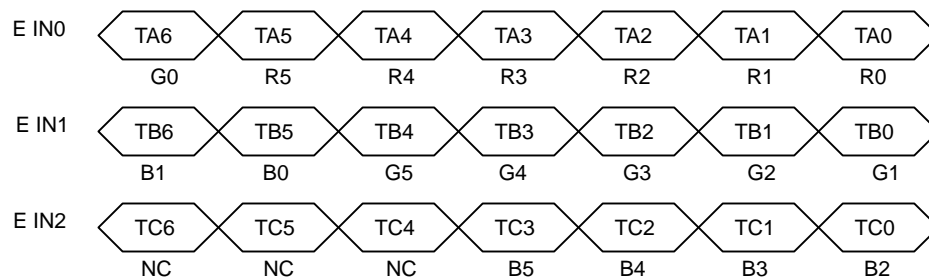 E IN0 TA6 TA5 TA4 TA3 TA2 TA1 TA0
G0 R5 R4 R3 R2 R1 R0
E IN1 TB6 TB5 TB4 TB3 TB2 TB1 TB0
B1 B0 G5 G4 G3 G2 G1
E IN2 TC6 TC5 TC4 TC3 TC2 TC1 TC0
NC NC NC B5 B4 B3 B2